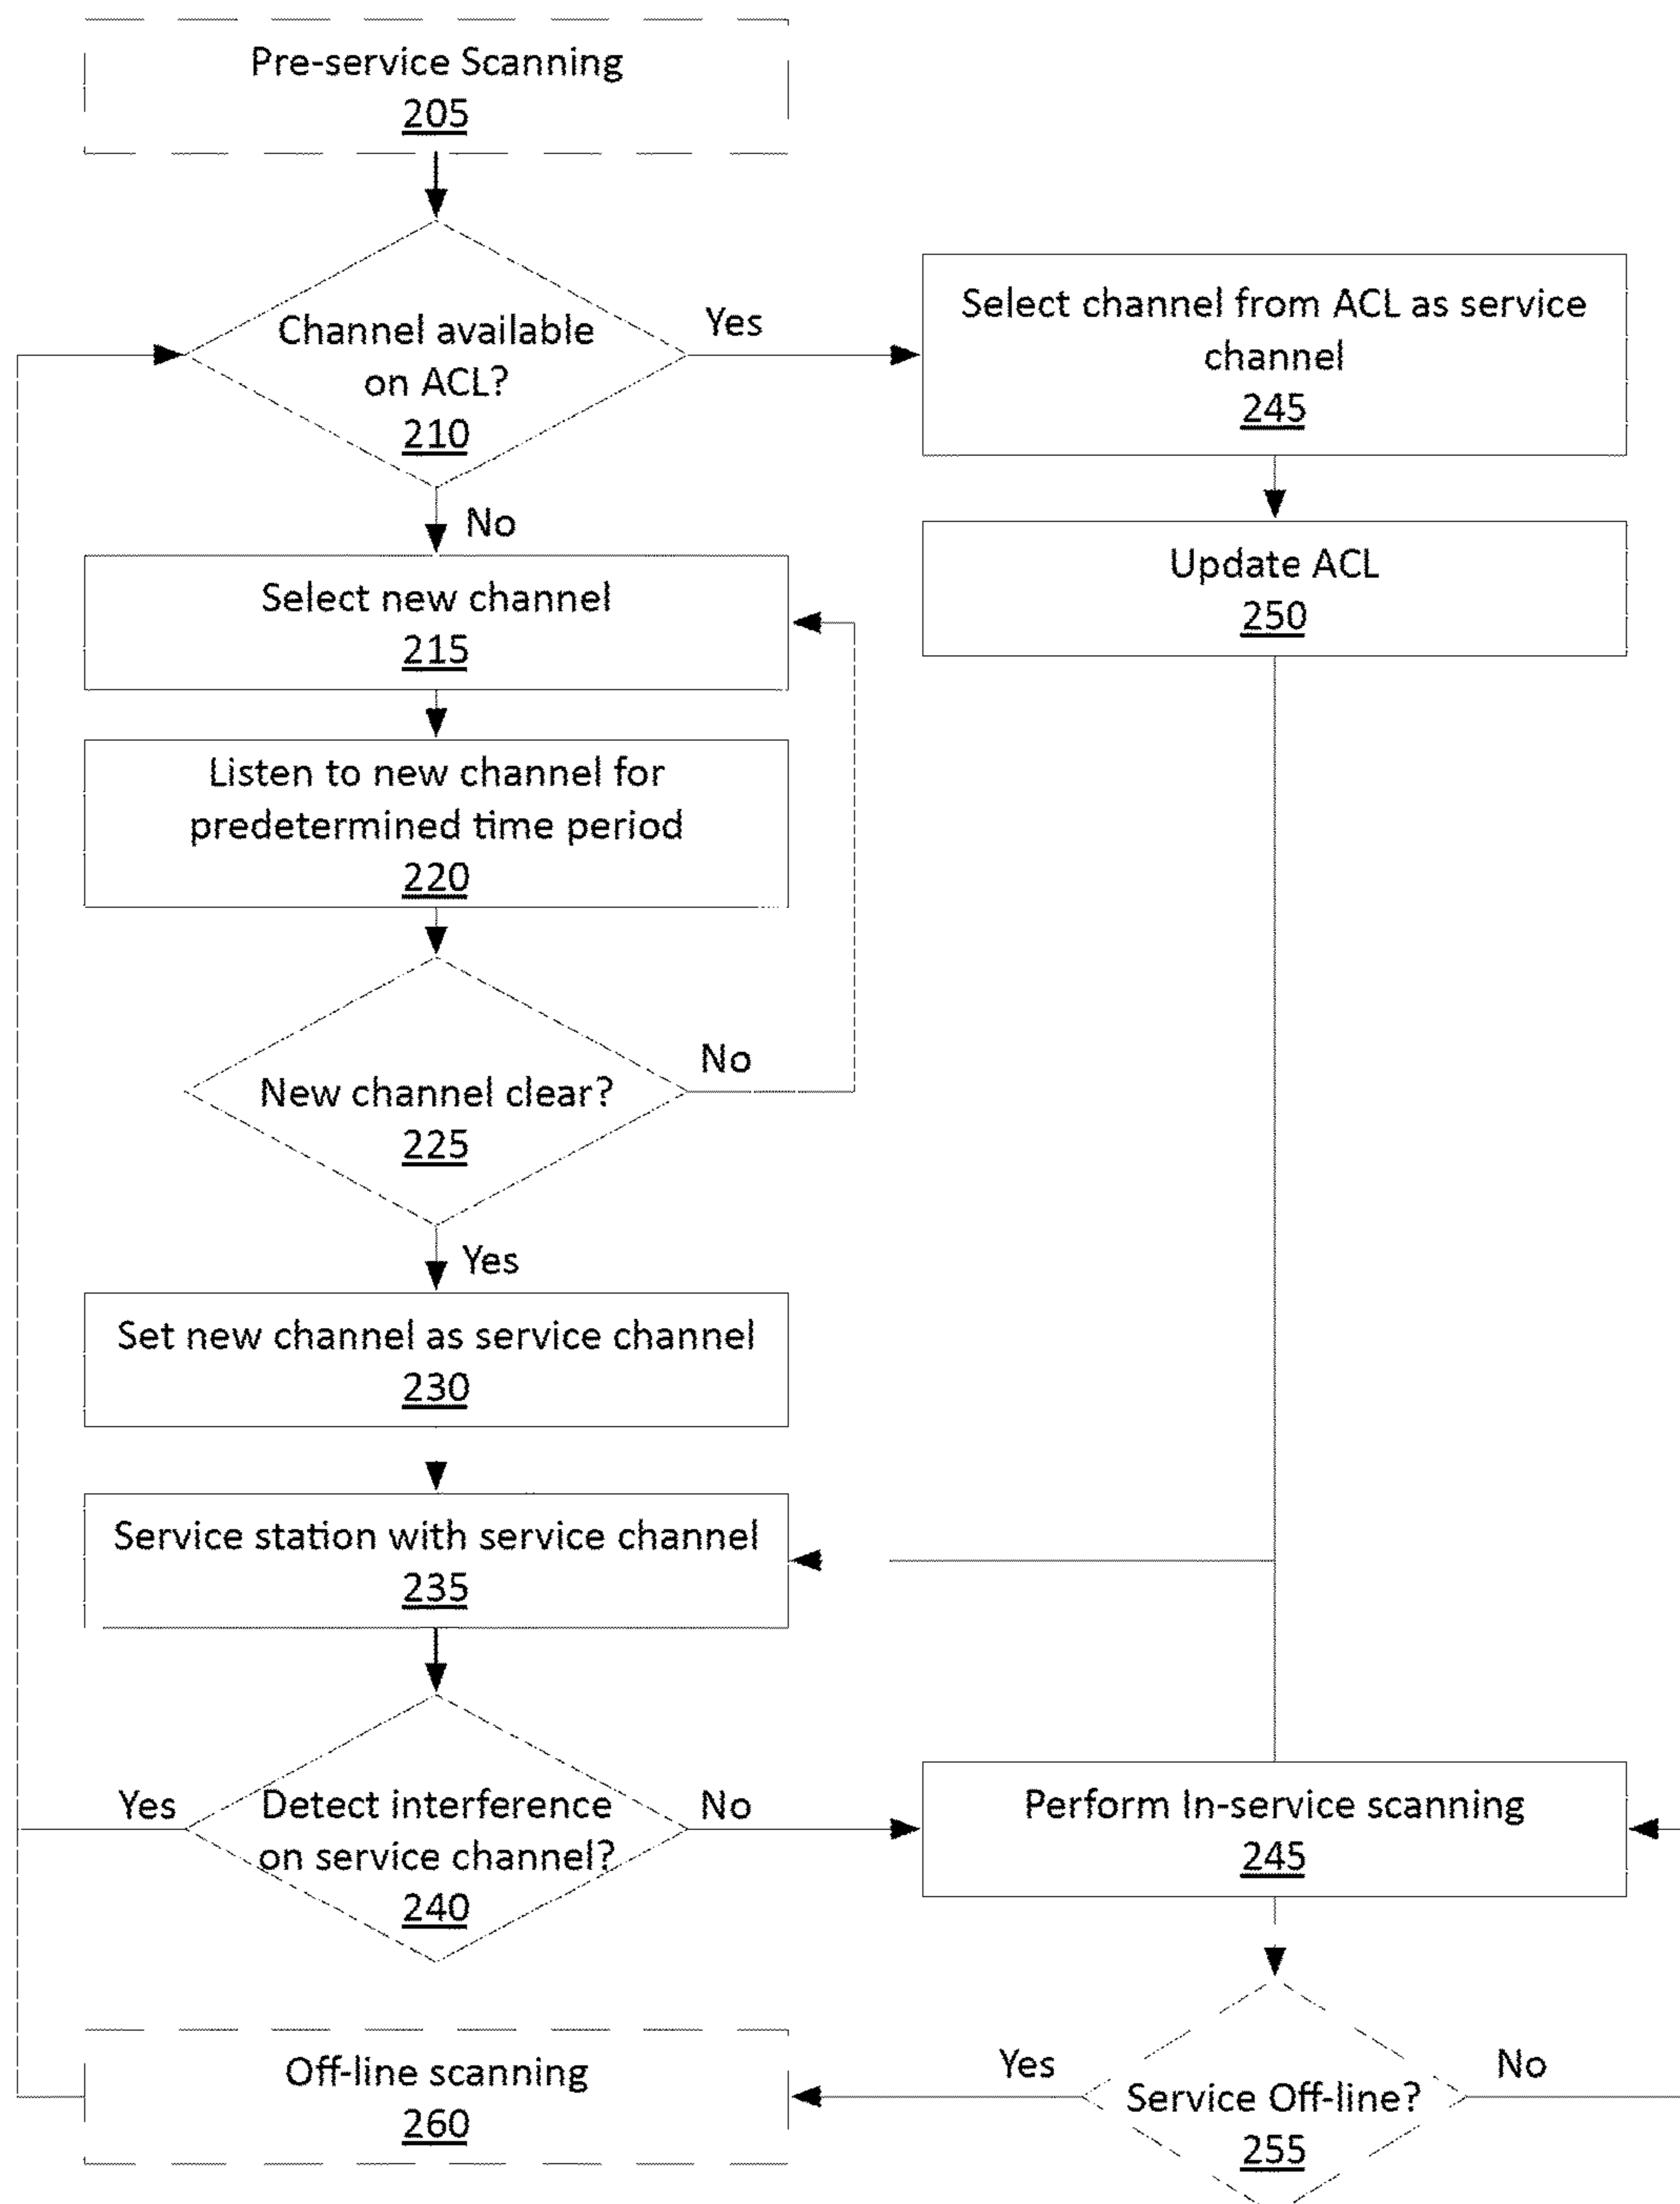 Pre-service Scanning
205
Channel available
on ACL?
210
Yes
No
Select channel from ACL as service
channel
245
Update ACL
250
Select new channel
215
Listen to new channel for
predetermined time period
220
New channel clear?
225
No
Yes
Set new channel as service channel
230
Service station with service channel
235
Detect interference
on service channel?
240
Yes
No
Perform In-service scanning
245
Service Off-line?
255
Yes
No
Off-line scanning
260